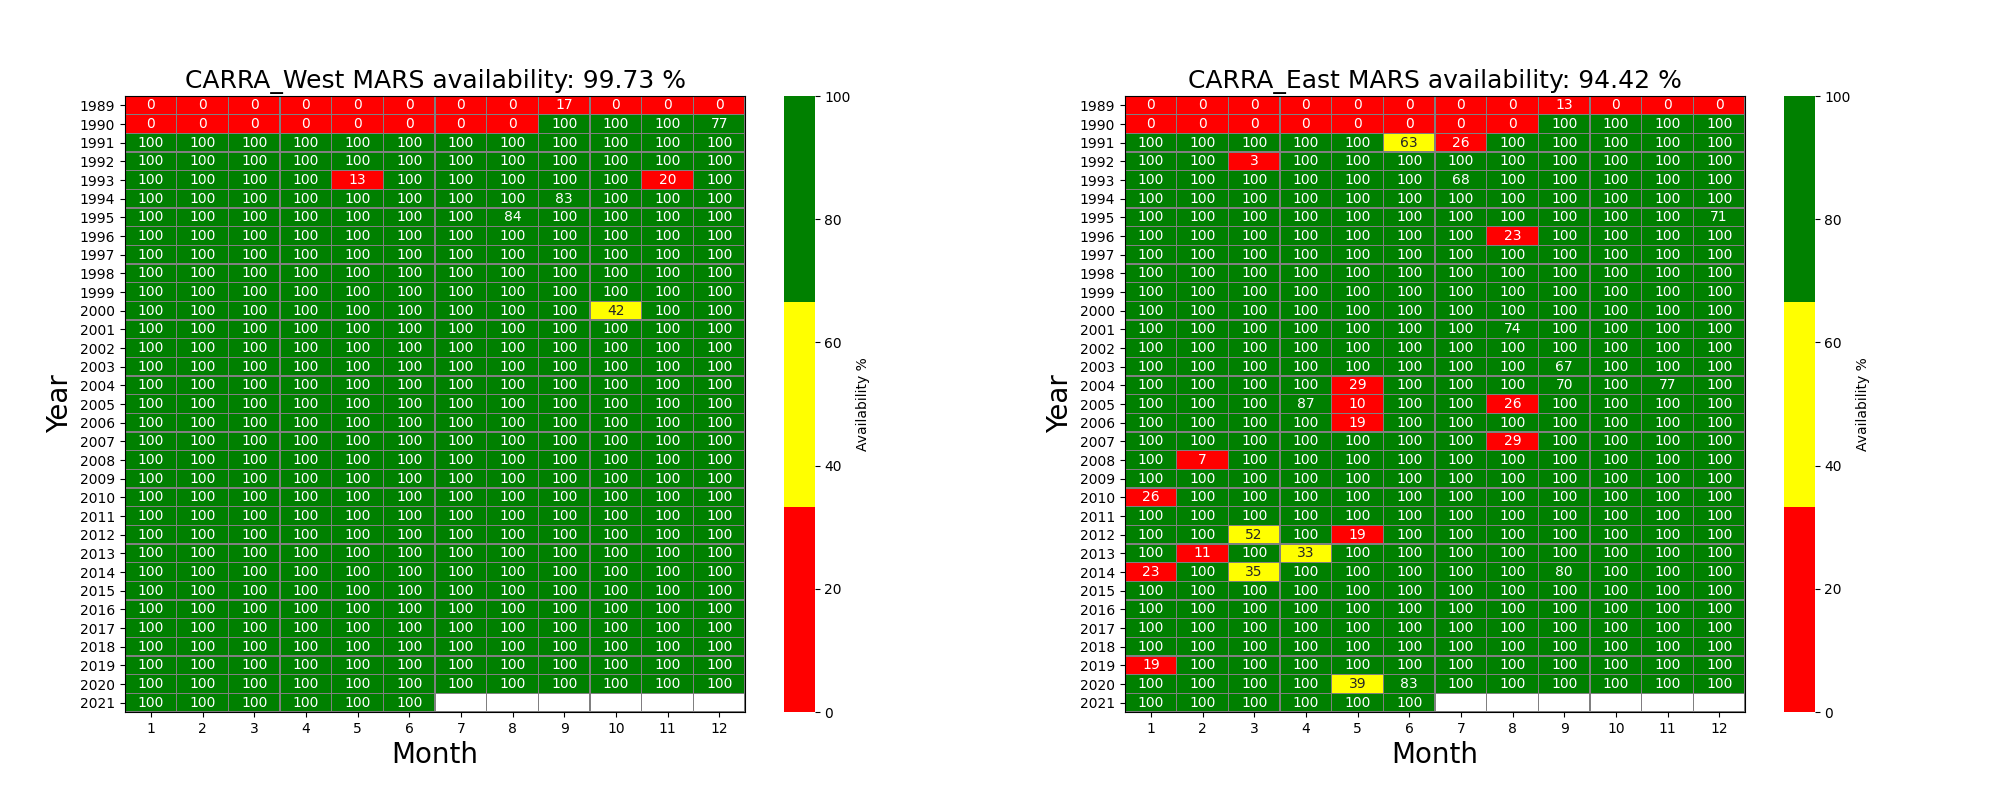 CARRA_West MARS availability: 99.73 %
1989 0 0 0 0 0 0 0 0 17 0 0 0
1990 0 0 0 0 0 0 0 0 100 100 100 77
1991 100 100 100 100 100 100 100 100 100 100 100 100
1992 100 100 100 100 100 100 100 100 100 100 100 100
1993 100 100 100 100 13 100 100 100 100 100 20 100
1994 100 100 100 100 100 100 100 100 83 100 100 100
1995 100 100 100 100 100 100 100 84 100 100 100 100
1996 100 100 100 100 100 100 100 100 100 100 100 100
1997 100 100 100 100 100 100 100 100 100 100 100 100
1998 100 100 100 100 100 100 100 100 100 100 100 100
1999 100 100 100 100 100 100 100 100 100 100 100 100
2000 100 100 100 100 100 100 100 100 100 42 100 100
2001 100 100 100 100 100 100 100 100 100 100 100 100
2002 100 100 100 100 100 100 100 100 100 100 100 100
2003 100 100 100 100 100 100 100 100 100 100 100 100
2004 100 100 100 100 100 100 100 100 100 100 100 100
2005 100 100 100 100 100 100 100 100 100 100 100 100
2006 100 100 100 100 100 100 100 100 100 100 100 100
2007 100 100 100 100 100 100 100 100 100 100 100 100
2008 100 100 100 100 100 100 100 100 100 100 100 100
2009 100 100 100 100 100 100 100 100 100 100 100 100
2010 100 100 100 100 100 100 100 100 100 100 100 100
2011 100 100 100 100 100 100 100 100 100 100 100 100
2012 100 100 100 100 100 100 100 100 100 100 100 100
2013 100 100 100 100 100 100 100 100 100 100 100 100
2014 100 100 100 100 100 100 100 100 100 100 100 100
2015 100 100 100 100 100 100 100 100 100 100 100 100
2016 100 100 100 100 100 100 100 100 100 100 100 100
2017 100 100 100 100 100 100 100 100 100 100 100 100
2018 100 100 100 100 100 100 100 100 100 100 100 100
2019 100 100 100 100 100 100 100 100 100 100 100 100
2020 100 100 100 100 100 100 100 100 100 100 100 100
2021 100 100 100 100 100 100
1 2 3 4 5 6 7 8 9 10 11 12
Month
Year
100
80
60
40
20
0
Availability %
CARRA_East MARS availability: 94.42 %
1989 0 0 0 0 0 0 0 0 13 0 0 0
1990 0 0 0 0 0 0 0 0 100 100 100 100
1991 100 100 100 100 100 63 26 100 100 100 100 100
1992 100 100 3 100 100 100 100 100 100 100 100 100
1993 100 100 100 100 100 100 68 100 100 100 100 100
1994 100 100 100 100 100 100 100 100 100 100 100 100
1995 100 100 100 100 100 100 100 100 100 100 100 71
1996 100 100 100 100 100 100 100 23 100 100 100 100
1997 100 100 100 100 100 100 100 100 100 100 100 100
1998 100 100 100 100 100 100 100 100 100 100 100 100
1999 100 100 100 100 100 100 100 100 100 100 100 100
2000 100 100 100 100 100 100 100 100 100 100 100 100
2001 100 100 100 100 100 100 100 74 100 100 100 100
2002 100 100 100 100 100 100 100 100 100 100 100 100
2003 100 100 100 100 100 100 100 100 67 100 100 100
2004 100 100 100 100 29 100 100 100 70 100 77 100
2005 100 100 100 87 10 100 100 26 100 100 100 100
2006 100 100 100 100 19 100 100 100 100 100 100 100
2007 100 100 100 100 100 100 100 29 100 100 100 100
2008 100 7 100 100 100 100 100 100 100 100 100 100
2009 100 100 100 100 100 100 100 100 100 100 100 100
2010 26 100 100 100 100 100 100 100 100 100 100 100
2011 100 100 100 100 100 100 100 100 100 100 100 100
2012 100 100 52 100 19 100 100 100 100 100 100 100
2013 100 11 100 33 100 100 100 100 100 100 100 100
2014 23 100 35 100 100 100 100 100 80 100 100 100
2015 100 100 100 100 100 100 100 100 100 100 100 100
2016 100 100 100 100 100 100 100 100 100 100 100 100
2017 100 100 100 100 100 100 100 100 100 100 100 100
2018 100 100 100 100 100 100 100 100 100 100 100 100
2019 19 100 100 100 100 100 100 100 100 100 100 100
2020 100 100 100 100 39 83 100 100 100 100 100 100
2021 100 100 100 100 100 100
1 2 3 4 5 6 7 8 9 10 11 12
Month
Year
100
80
60
40
20
0
Availability %